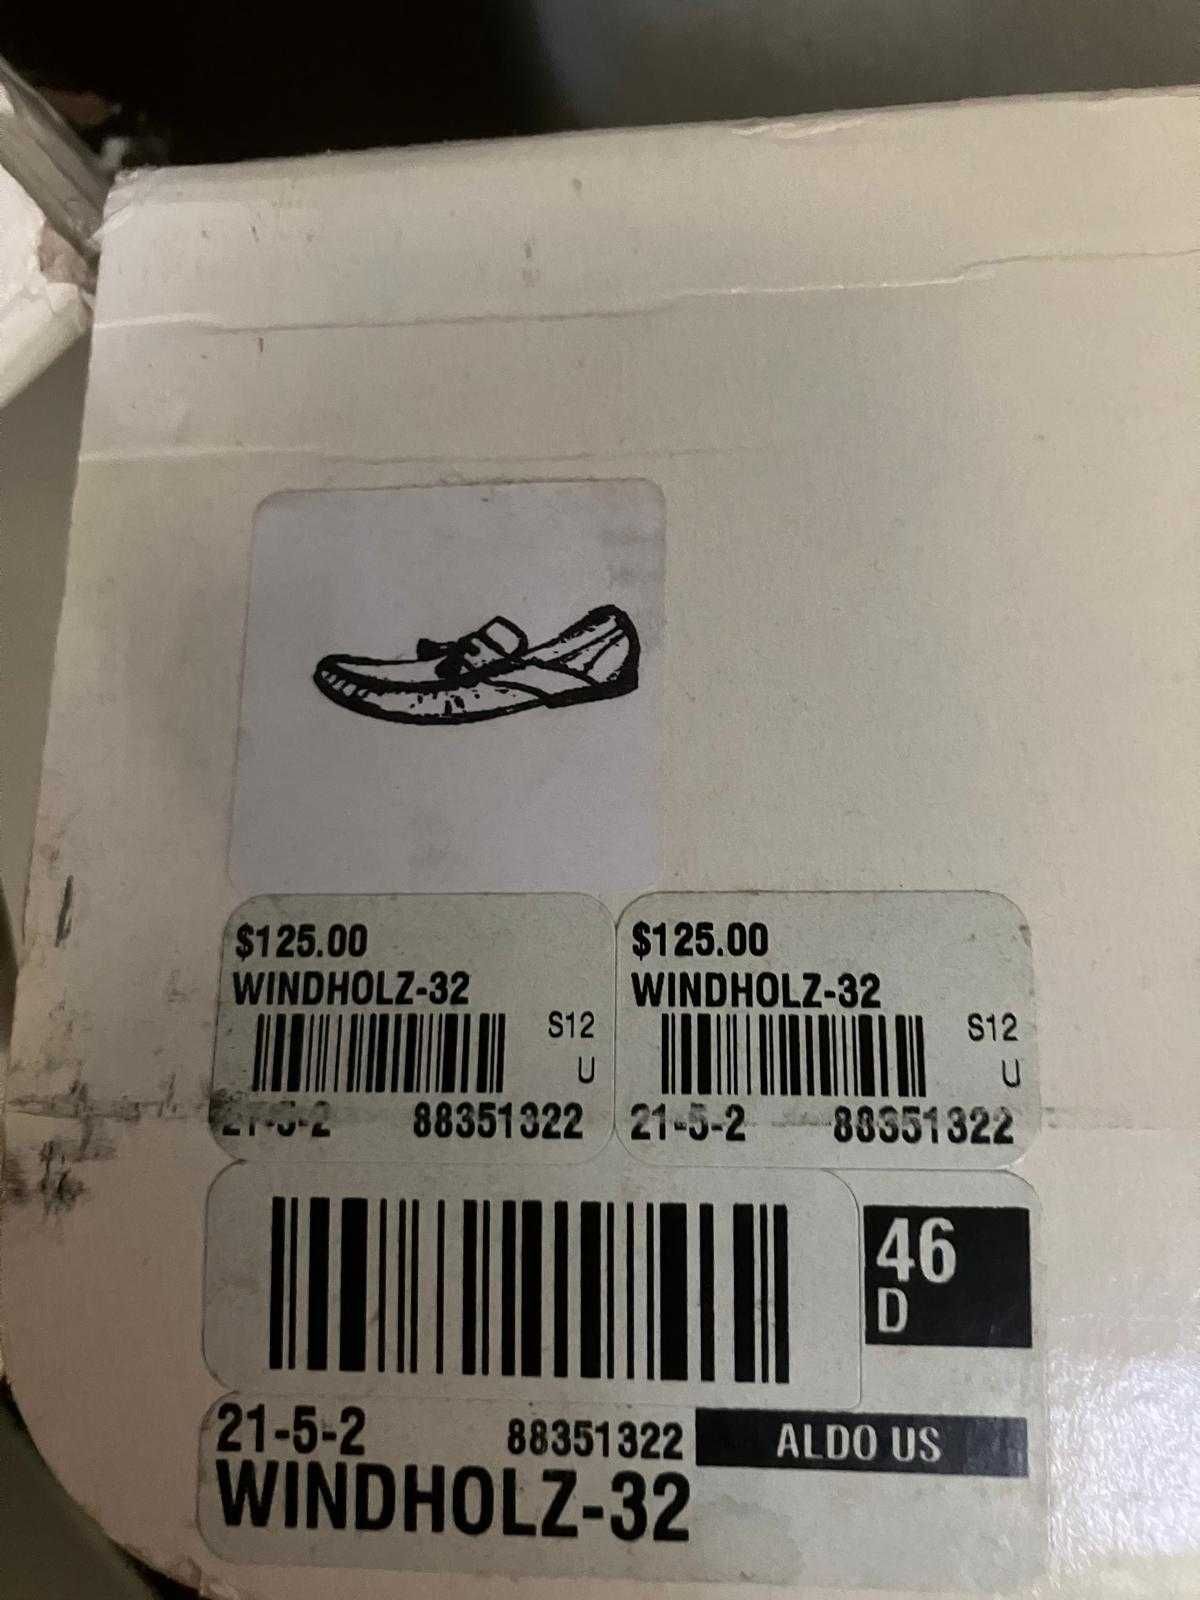 $125.00
WINDHOLZ-32
S12
U
21-5-2 88351322
$125.00
WINDHOLZ-32
S12
U
21-5-2 88351322
46
D
21-5-2 88351322 ALDO US
WINDHOLZ-32